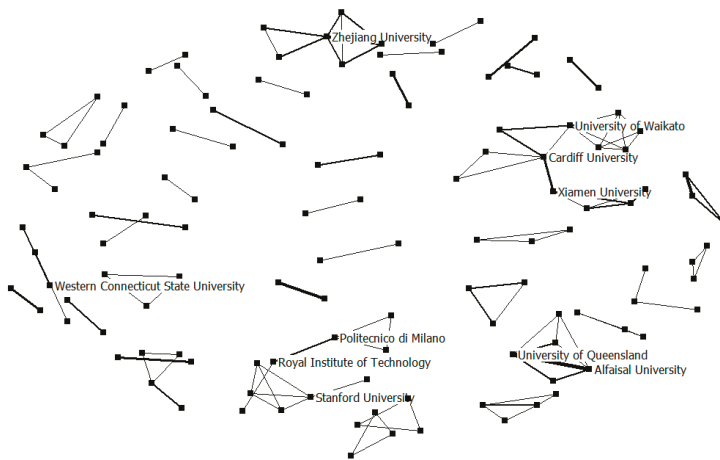 Zhejiang University
University of Waikato
Cardiff University
Xiamen University
Western Connecticut State University
Politecnico di Milano
University of Queensland
Royal Institute of Technology
Alfaisal University
Stanford University